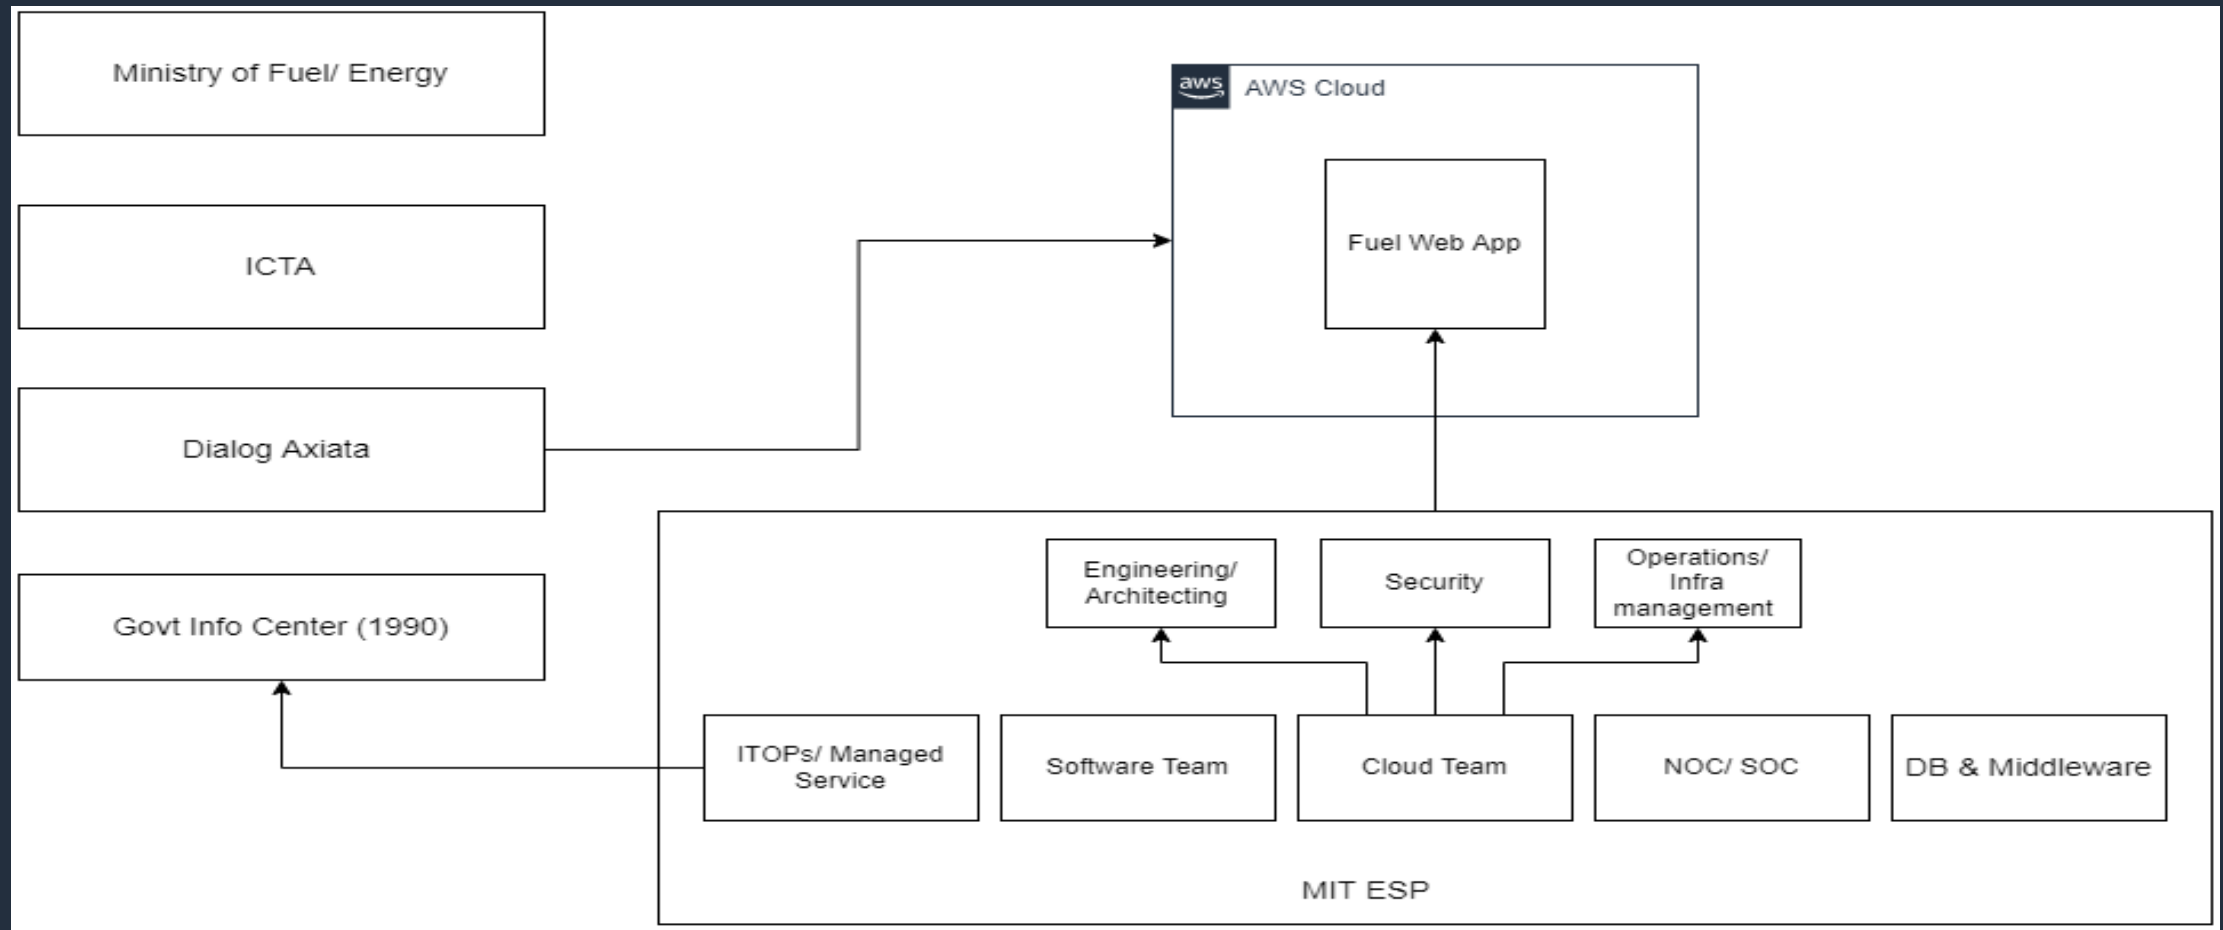 Ministry of Fuel/ Energy
aws
AWS Cloud
ICTA
Fuel Web App
Dialog Axiata
Govt Info Center (1990)
Engineering/
Architecting
Security
Operations/
Infra
management
ITOPs/ Managed
Service
Software Team
Cloud Team
NOC/ SOC
DB & Middleware
MIT ESP